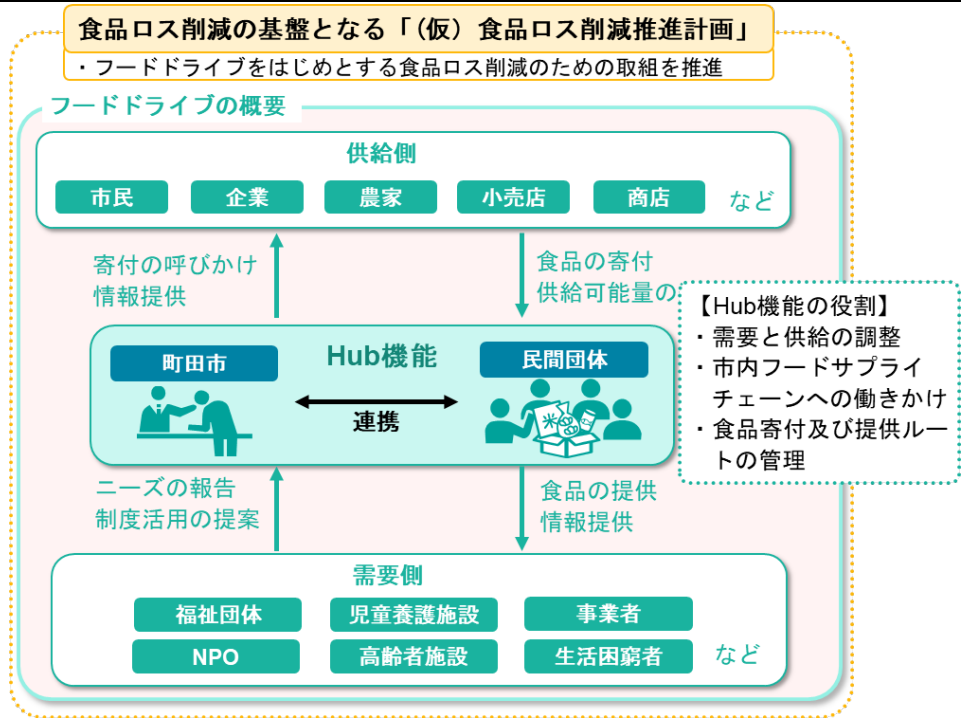 食品ロス削減の基盤となる「（仮）食品ロス削減推進計画」
・フードドライブをはじめとする食品ロス削減のための取組を推進
フードドライブの概要
供給側
市民 企業 農家 小売店 商店 など
寄付の呼びかけ
情報提供
食品の寄付
供給可能量の
【Hub機能の役割】
・需要と供給の調整
・市内フードサプライ
チェーンへの働きかけ
・食品寄付及び提供ルー
トの管理
Hub機能
町田市
民間団体
連携
米
ニーズの報告
制度活用の提案
食品の提供
情報提供
需要側
福祉団体 児童養護施設 事業者
NPO 高齢者施設 生活困窮者 など